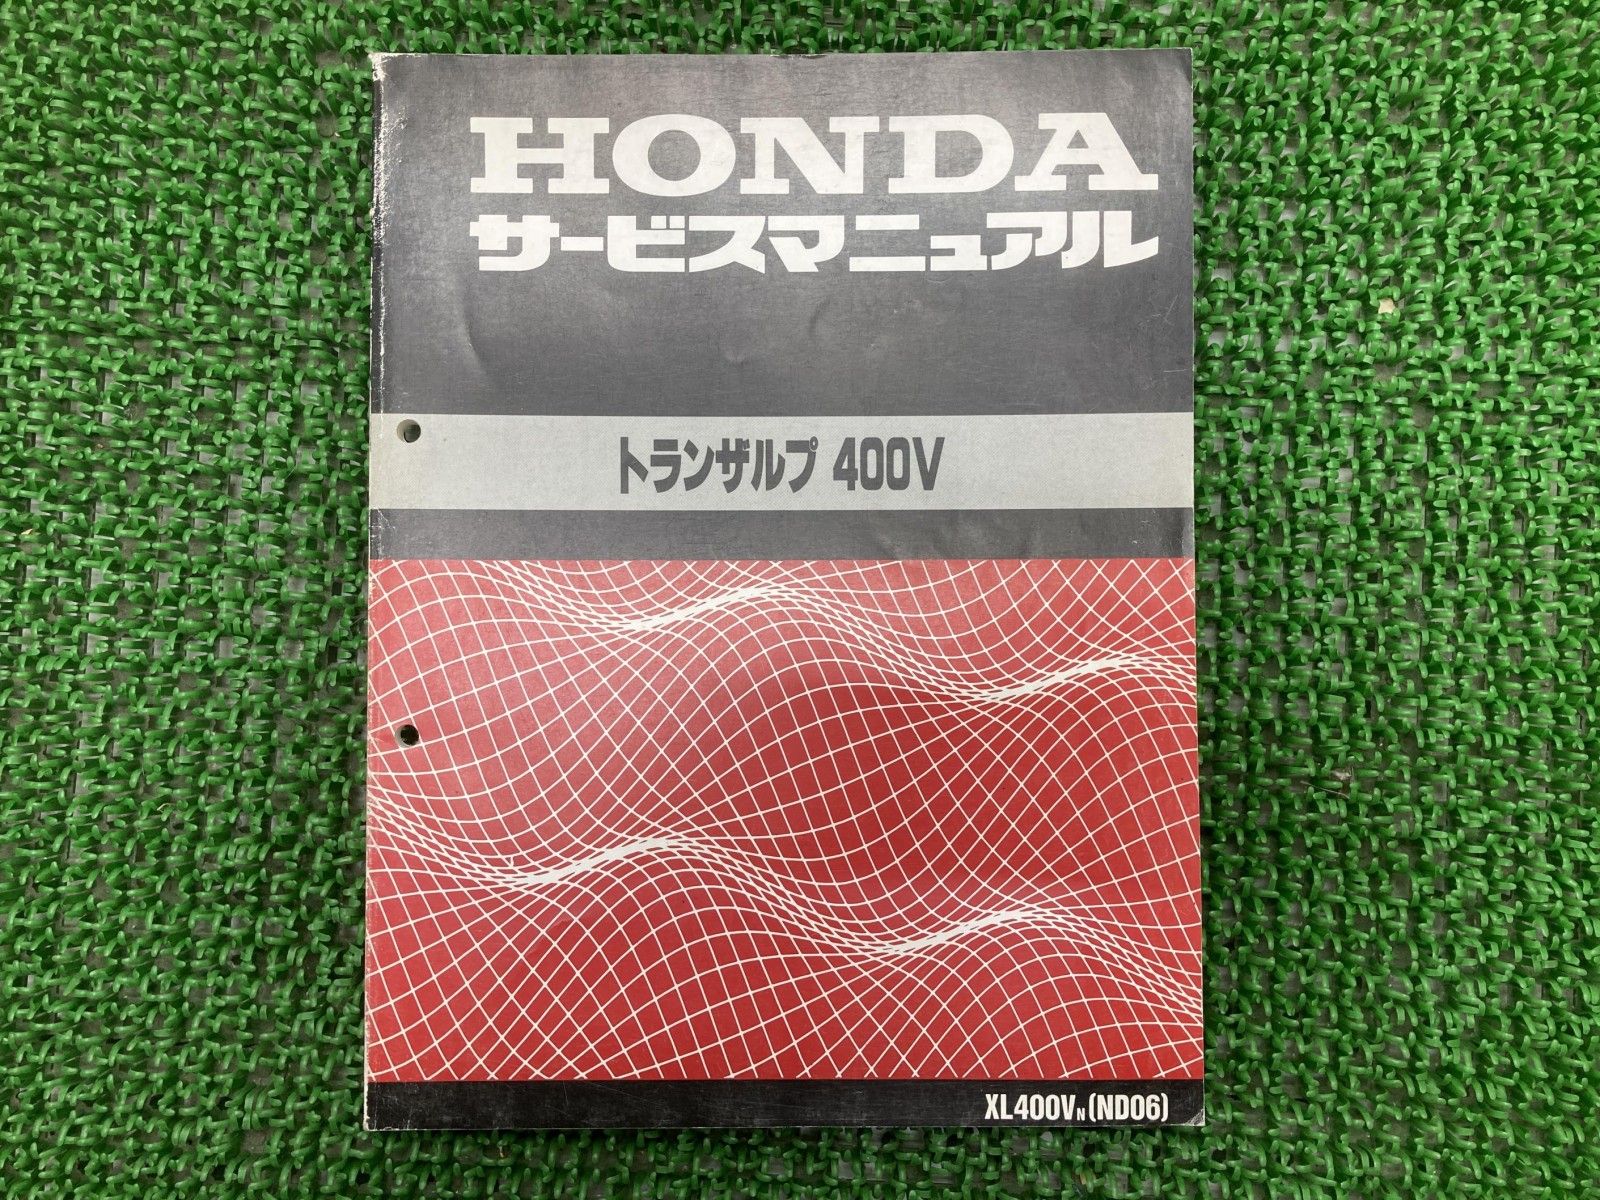 HONDA
サービスマニュアル
トランザルプ 400V
XL400VN (ND06)